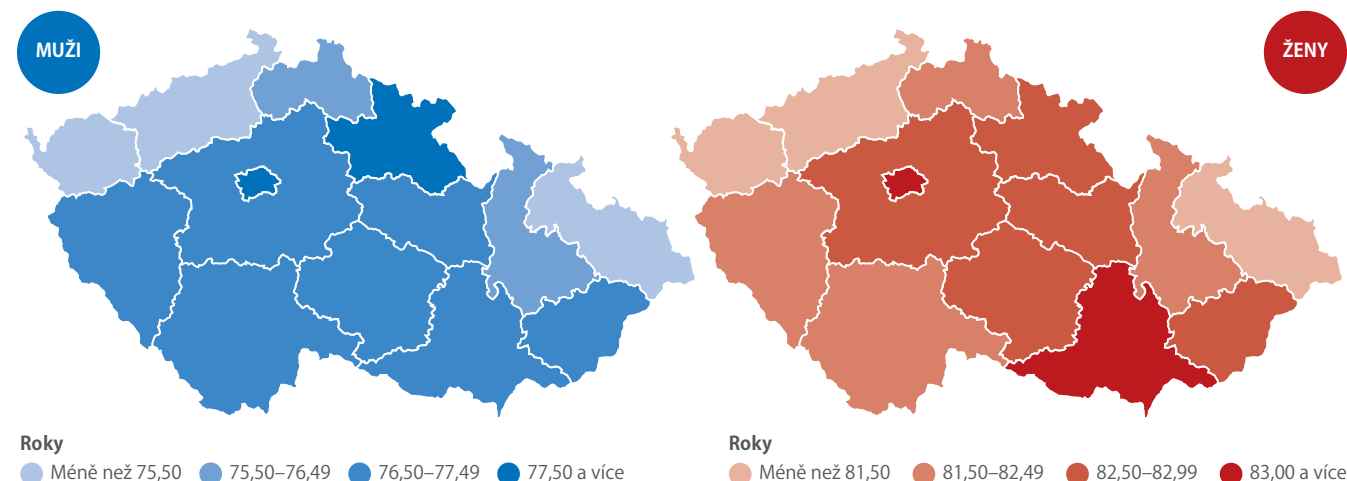 MUŽI
ŽENY
Roky
Méně než 75,50
75,50–76,49
76,50–77,49
77,50 a více
Roky
Méně než 81,50
81,50–82,49
82,50–82,99
83,00 a více